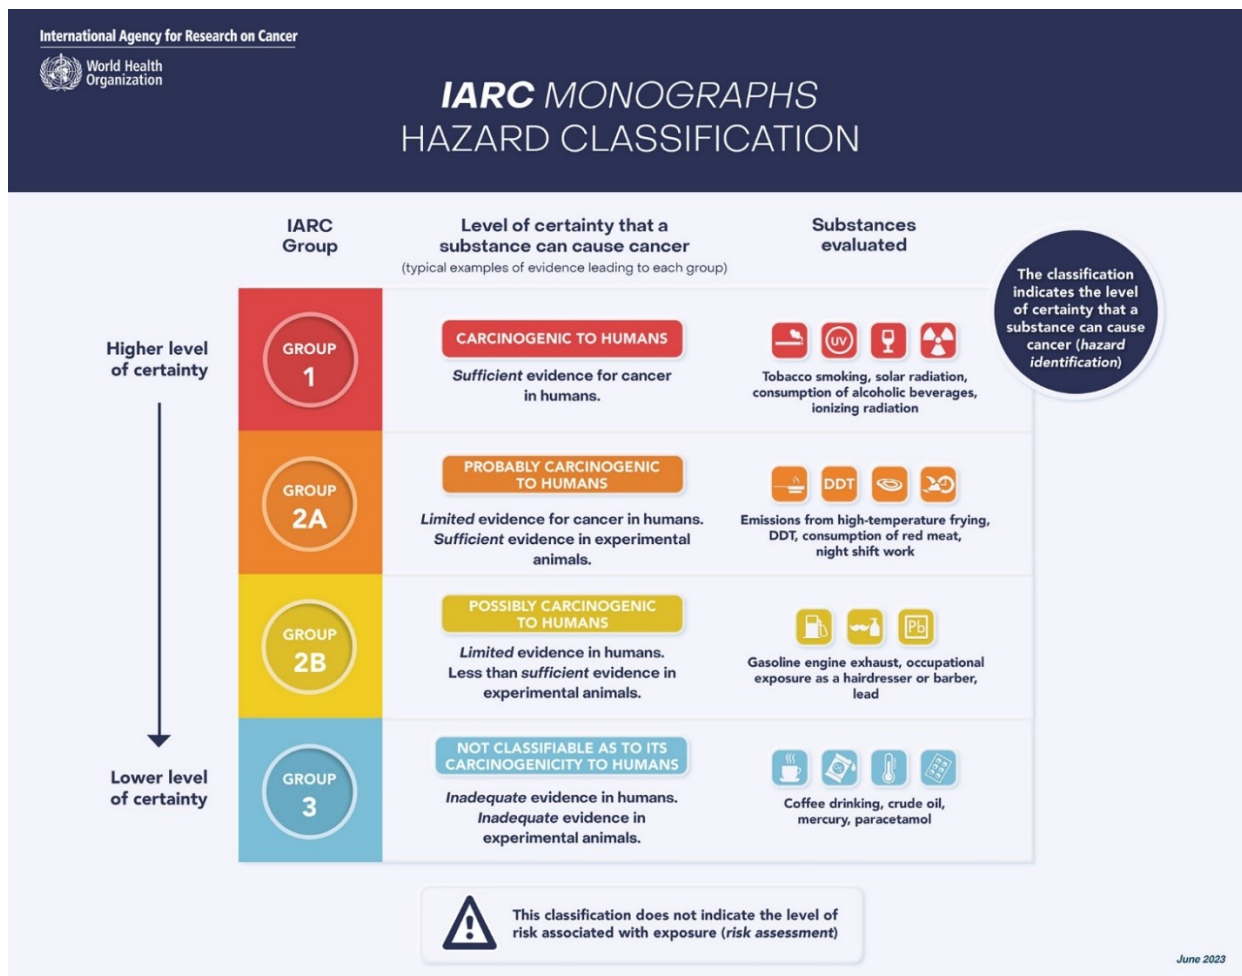 International Agency for Research on Cancer
World Health
Organization
IARC MONOGRAPHS
HAZARD CLASSIFICATION
IARC
Group
Level of certainty that a
substance can cause cancer
(typical examples of evidence leading to each group)
Substances
evaluated
The classification
indicates the level
of certainty that a
substance can cause
cancer (hazard
identification)
Higher level
of certainty
GROUP
1
CARCINOGENIC TO HUMANS
Sufficient evidence for cancer
in humans.
UV
Tobacco smoking, solar radiation,
consumption of alcoholic beverages,
ionizing radiation
GROUP
2A
PROBABLY CARCINOGENIC
TO HUMANS
Limited evidence for cancer in humans.
Sufficient evidence in experimental
animals.
DDT
Emissions from high-temperature frying,
DDT, consumption of red meat,
night shift work
GROUP
2B
POSSIBLY CARCINOGENIC
TO HUMANS
Limited evidence in humans.
Less than sufficient evidence in
experimental animals.
Pb
Gasoline engine exhaust, occupational
exposure as a hairdresser or barber,
lead
Lower level
of certainty
GROUP
3
NOT CLASSIFIABLE AS TO ITS
CARCINOGENICITY TO HUMANS
Inadequate evidence in humans.
Inadequate evidence in
experimental animals.
Coffee drinking, crude oil,
mercury, paracetamol
This classification does not indicate the level of
risk associated with exposure (risk assessment)
June 2023